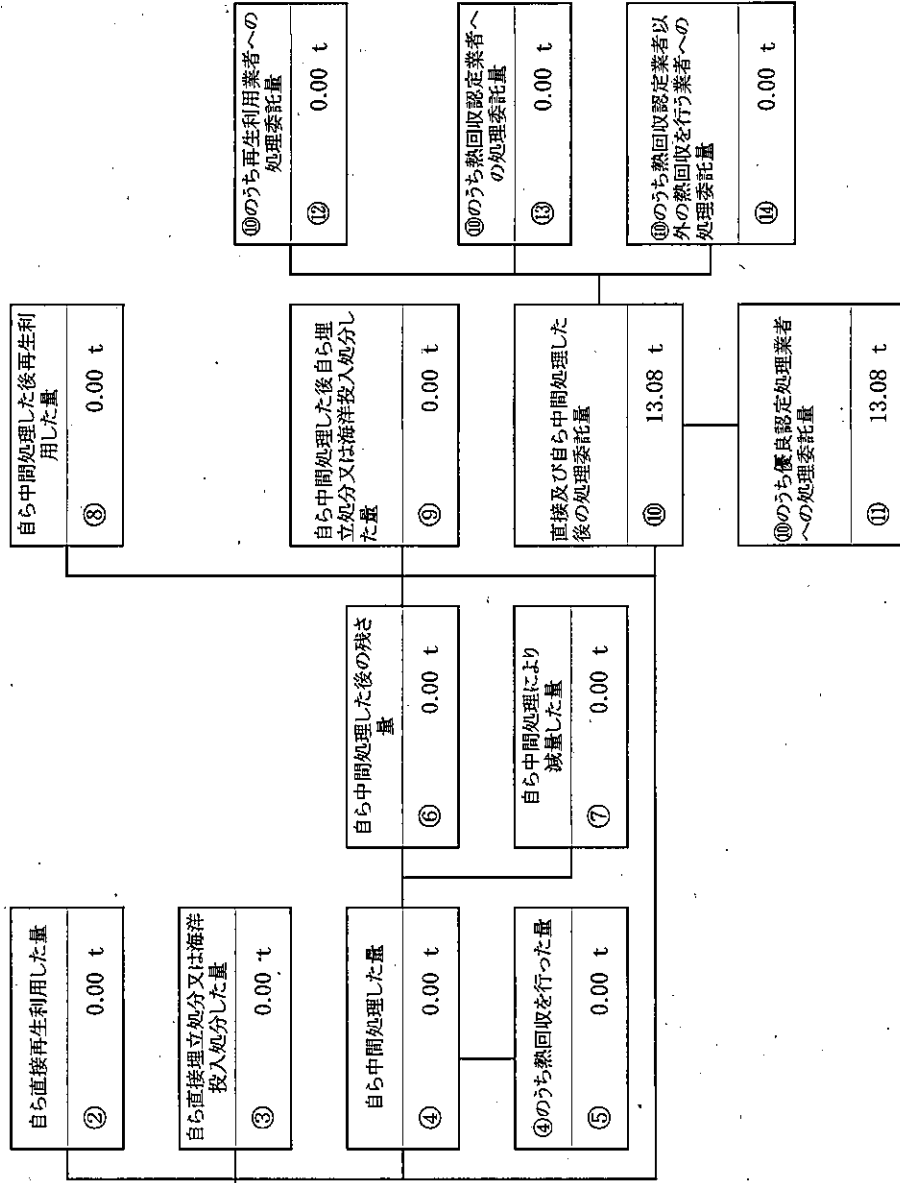 自ら直接再生利用した量
② 0.00 t
自ら直接埋立処分又は海洋
投入処分した量
③ 0.00 t
自ら中間処理した量
④ 0.00 t
④のうち熱回収を行った量
⑤ 0.00 t
自ら中間処理した後の残さ
量
⑥ 0.00 t
自ら中間処理により
減量した量
⑦ 0.00 t
自ら中間処理した後再生利
用した量
⑧ 0.00 t
自ら中間処理した後自ら埋
立処分又は海洋投入処分し
た量
⑨ 0.00 t
直接及び自ら中間処理した
後の処理委託量
⑩ 13.08 t
⑩のうち優良認定処理業者
への処理委託量
⑪ 13.08 t
⑩のうち再生利用業者への
処理委託量
⑫ 0.00 t
⑩のうち熱回収認定業者へ
の処理委託量
⑬ 0.00 t
⑩のうち熱回収認定業者以
外の熱回収を行う業者への
処理委託量
⑭ 0.00 t